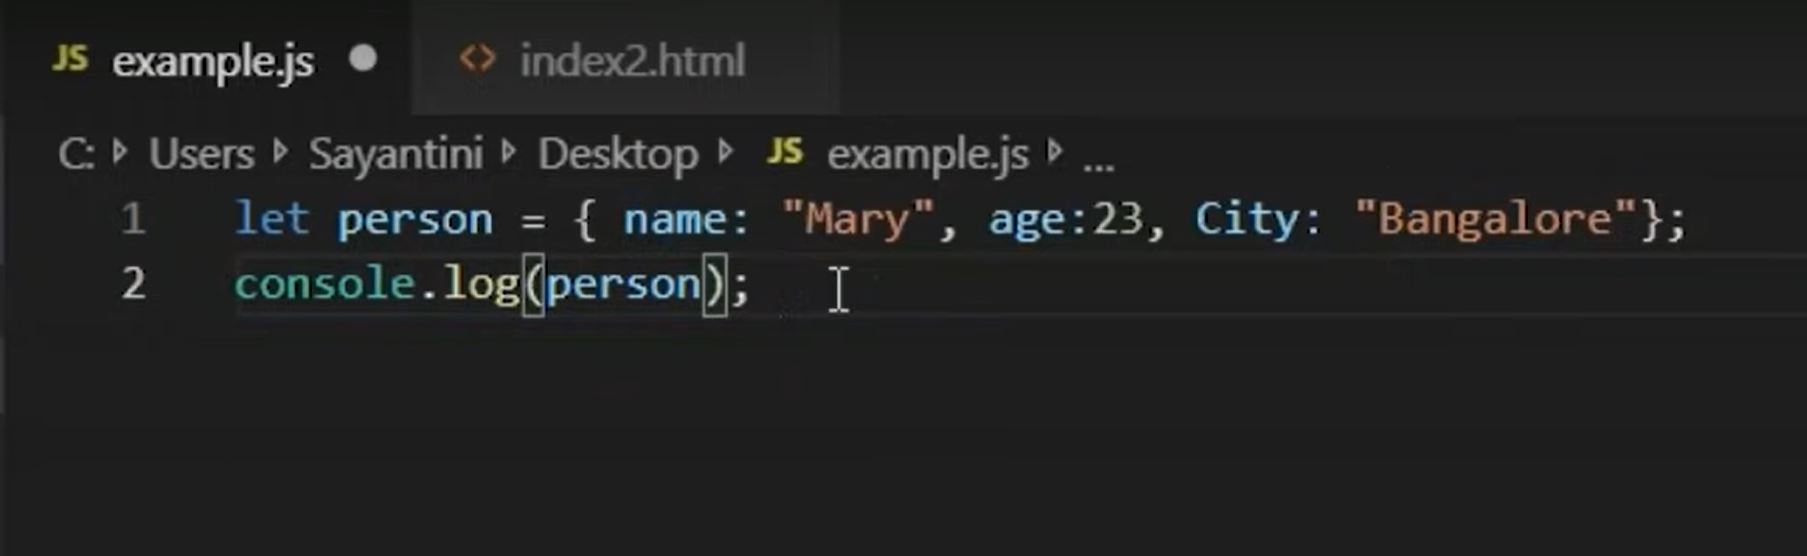 JS example.js ● <> index2.html
C: > Users > Sayantini > Desktop > JS example.js > ...
1 let person = { name: "Mary", age:23, City: "Bangalore"};
2 console.log(person);